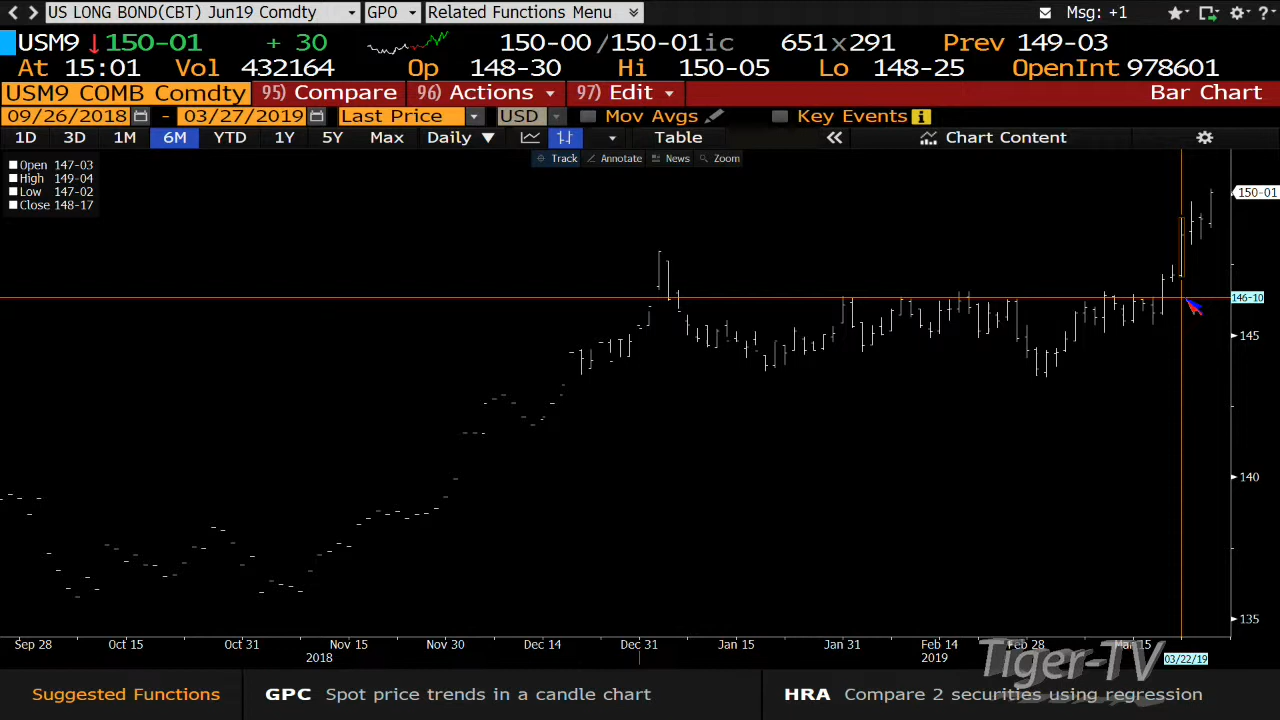 US LONG BOND(CBT) Jun19 Comdty GPO Related Functions Menu Msg: +1 ?
USM9 150-01 + 30 150-00/150-01ic 651x291 Prev 149-03
At 15:01 Vol 432164 Op 148-30 Hi 150-05 Lo 148-25 OpenInt 978601
USM9 COMB Comdty 95) Compare 96) Actions 97) Edit Bar Chart
09/26/2018 - 03/27/2019 Last Price USD Mov Avgs Key Events i
1D 3D 1M 6M YTD 1Y 5Y Max Daily Table Chart Content
Track Annotate News Zoom
Open 147-03
High 149-04
Low 147-02
Close 148-17
150-01
146-10
145
140
135
Sep 28 Oct 15 Oct 31 Nov 15 Nov 30 Dec 14 Dec 31 Jan 15 Jan 31 Feb 14 Feb 28 Mar 15
2018 2019 03/22/19
Tiger-TV
Suggested Functions GPC Spot price trends in a candle chart HRA Compare 2 securities using regression